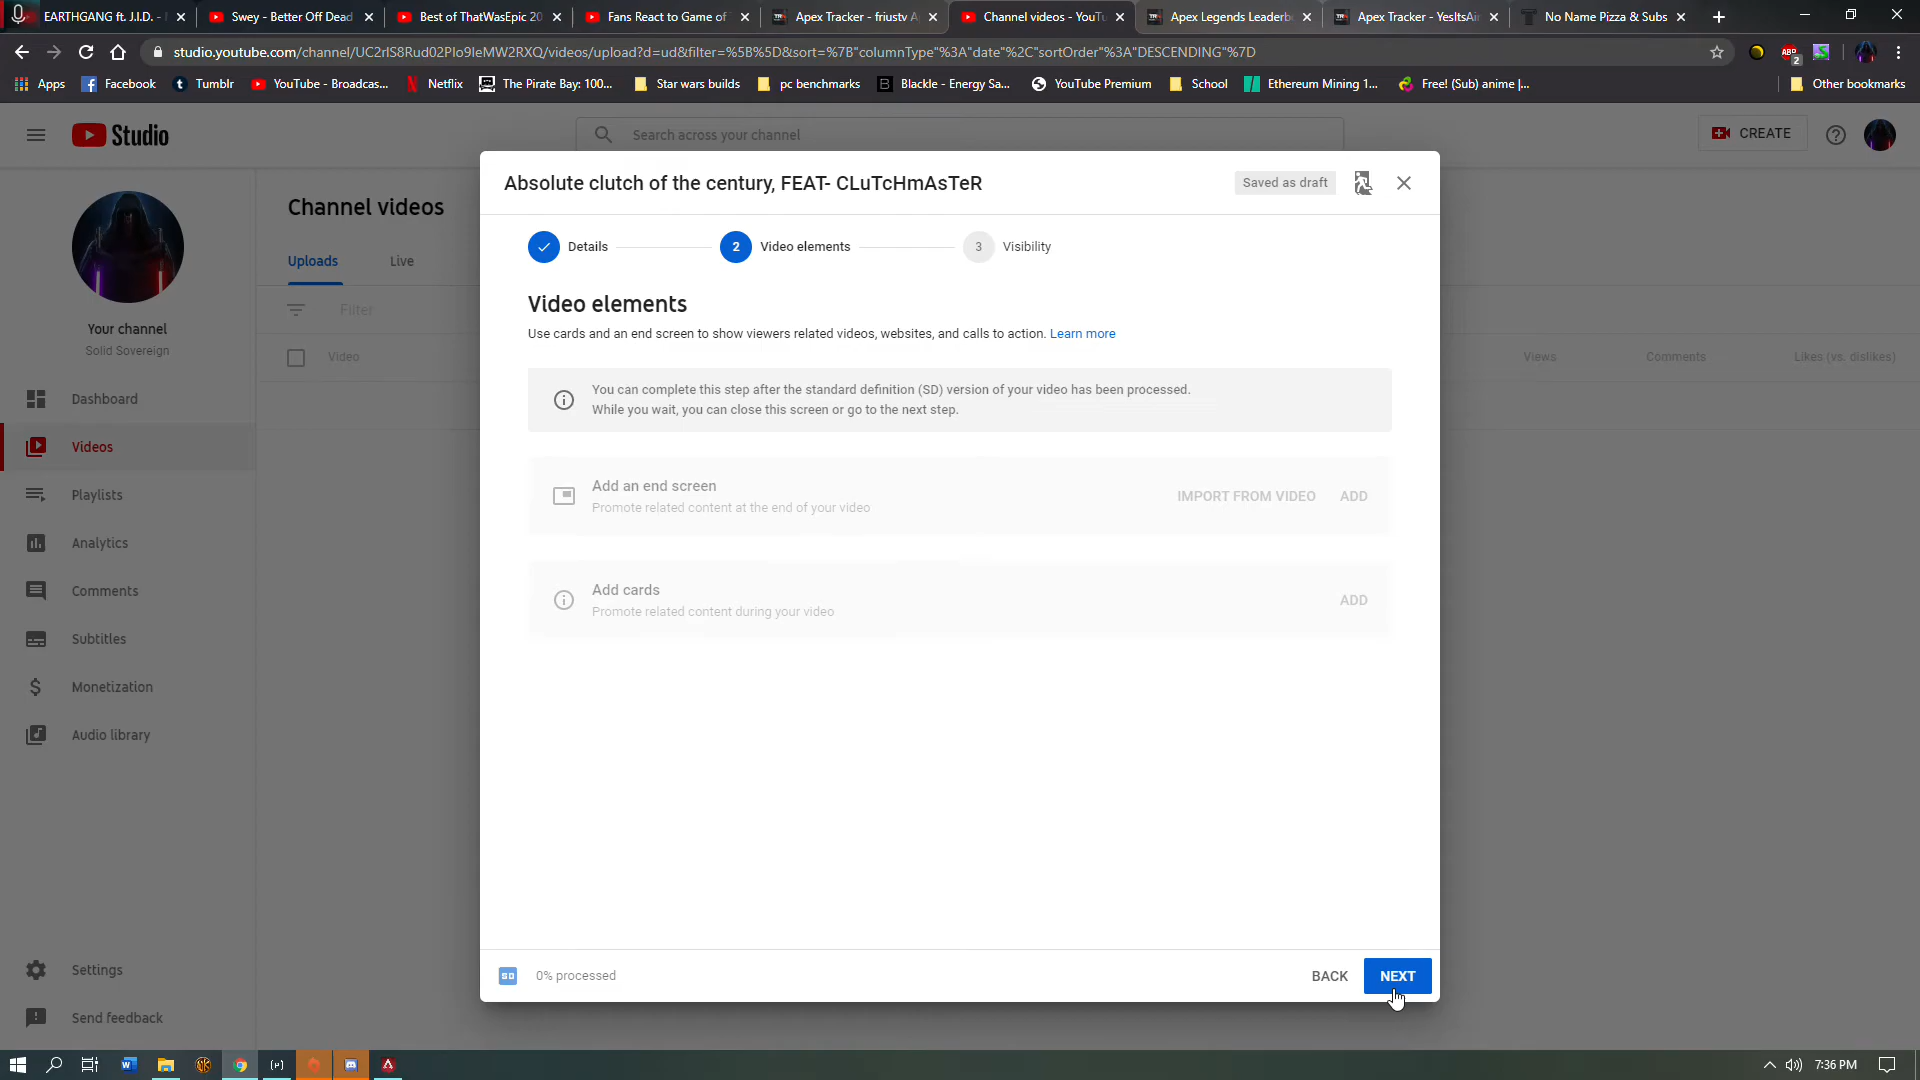 EARTHGANG ft. J.I.D. -
Swey - Better Off Dead
Best of ThatWasEpic 20
Fans React to Game of
Apex Tracker - friustv A
Channel videos - YouTu
Apex Legends Leaderb
Apex Tracker - YesItsAir
No Name Pizza & Subs
studio.youtube.com/channel/UC2rIS8Rud02PIo9IeMW2RXQ/videos/upload?d=ud&filter=%5B%5D&sort=%7B"columnType"%3A"date"%2C"sortOrder"%3A"DESCENDING"%7D
ABP
2
Apps
Facebook
Tumblr
YouTube - Broadcas...
Netflix
The Pirate Bay: 100...
Star wars builds
pc benchmarks
Blackle - Energy Sa...
YouTube Premium
School
Ethereum Mining 1...
Free! (Sub) anime |...
Other bookmarks
Studio
Search across your channel
CREATE
Your channel
Solid Sovereign
Dashboard
Videos
Playlists
Analytics
Comments
Subtitles
Monetization
Audio library
Settings
Send feedback
Channel videos
Uploads
Live
Filter
Video
Views
Comments
Likes (vs. dislikes)
Absolute clutch of the century, FEAT- CLuTcHmAsTeR
Saved as draft
Details
2
Video elements
3
Visibility
Video elements
Use cards and an end screen to show viewers related videos, websites, and calls to action. Learn more
You can complete this step after the standard definition (SD) version of your video has been processed.
While you wait, you can close this screen or go to the next step.
Add an end screen
Promote related content at the end of your video
IMPORT FROM VIDEO
ADD
Add cards
Promote related content during your video
ADD
SD
0% processed
BACK
NEXT
7:36 PM